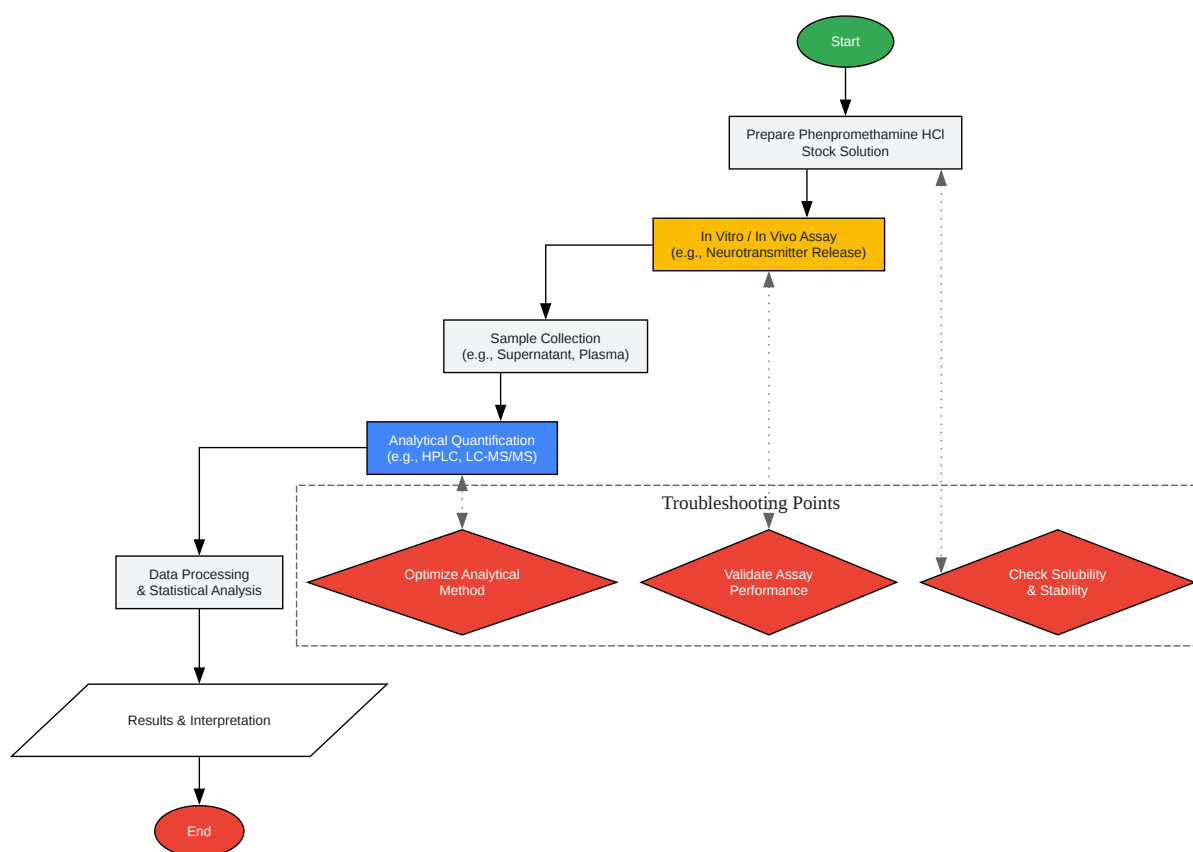 Start
Prepare Phenpromethamine HCl
Stock Solution
In Vitro / In Vivo Assay
(e.g., Neurotransmitter Release)
Sample Collection
(e.g., Supernatant, Plasma)
Analytical Quantification
(e.g., HPLC, LC-MS/MS)
Troubleshooting Points
Optimize Analytical
Method
Validate Assay
Performance
Check Solubility
& Stability
Data Processing
& Statistical Analysis
Results & Interpretation
End